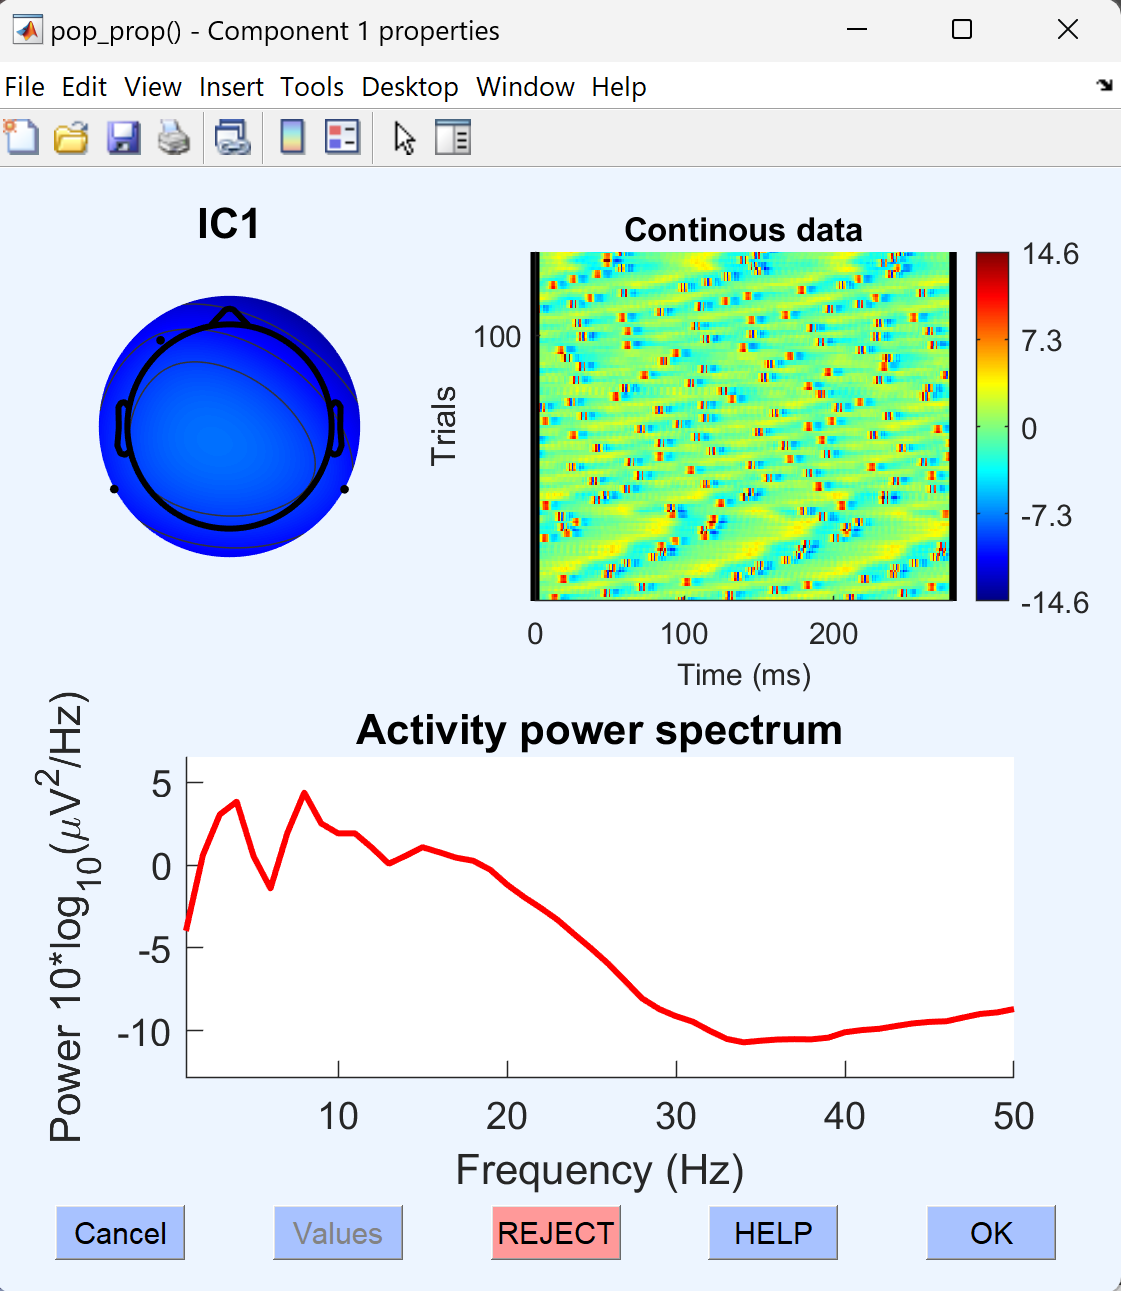 pop_prop() - Component 1 properties
File Edit View Insert Tools Desktop Window Help
IC1
Continous data
Trials
100
0 100 200
Time (ms)
14.6
7.3
0
-7.3
-14.6
Activity power spectrum
Power 10*log10(μV2/Hz)
5
0
-5
-10
10 20 30 40 50
Frequency (Hz)
Cancel Values REJECT HELP OK